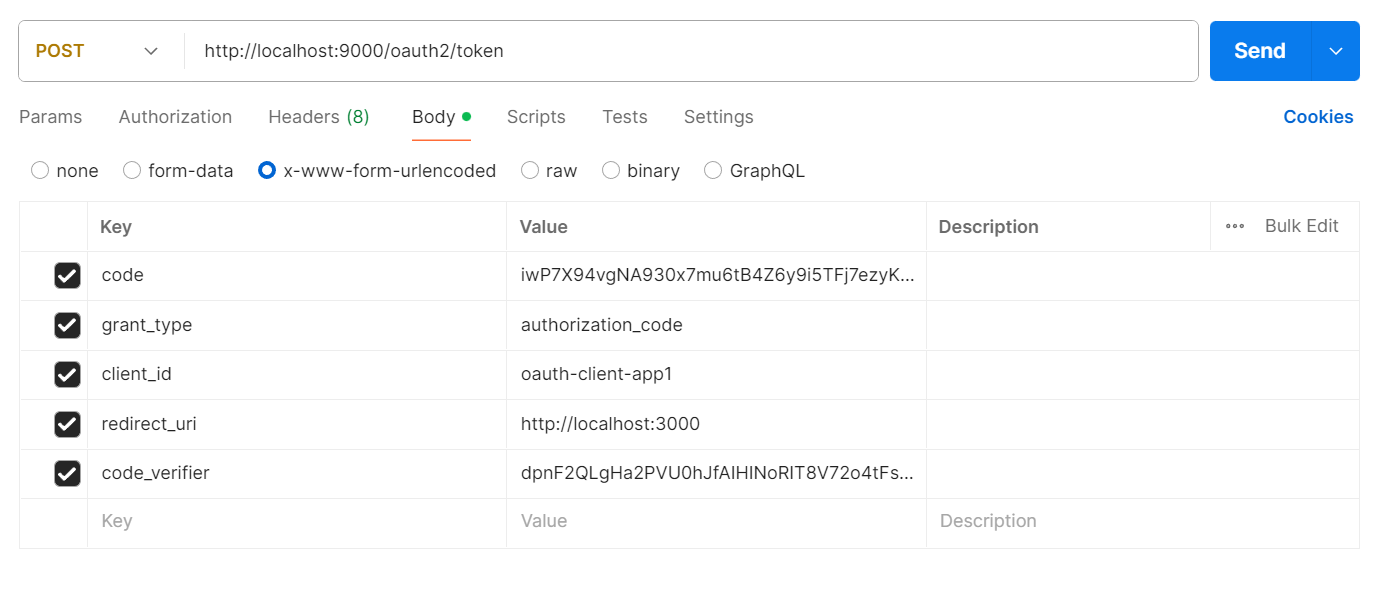 POST http://localhost:9000/oauth2/token Send
Params Authorization Headers (8) Body Scripts Tests Settings Cookies
none form-data x-www-form-urlencoded raw binary GraphQL
Key Value Description ••• Bulk Edit
code iwP7X94vgNA930x7mu6tB4Z6y9i5TFj7ezyK...
grant_type authorization_code
client_id oauth-client-app1
redirect_uri http://localhost:3000
code_verifier dpnF2QLgHa2PVU0hJfAIHINoRIT8V72o4tFs...
Key Value Description